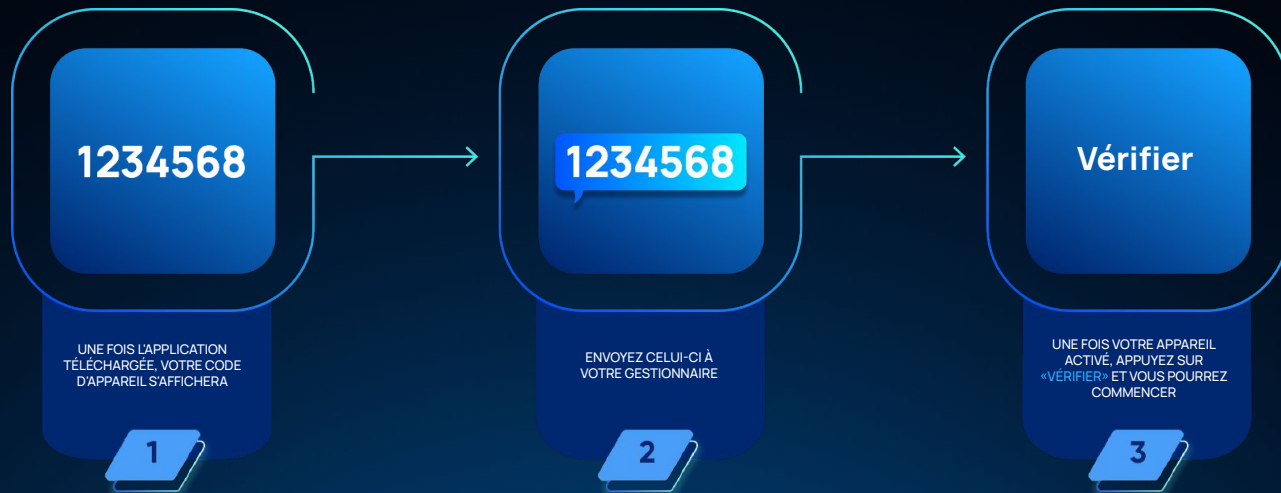 1234568
UNE FOIS L'APPLICATION
TÉLÉCHARGÉE, VOTRE CODE
D'APPAREIL S'AFFICHERA
1
1234568
ENVOYEZ CELUI-CI À
VOTRE GESTIONNAIRE
2
Vérifier
UNE FOIS VOTRE APPAREIL
ACTIVÉ, APPUYEZ SUR
«VÉRIFIER» ET VOUS POURREZ
COMMENCER
3